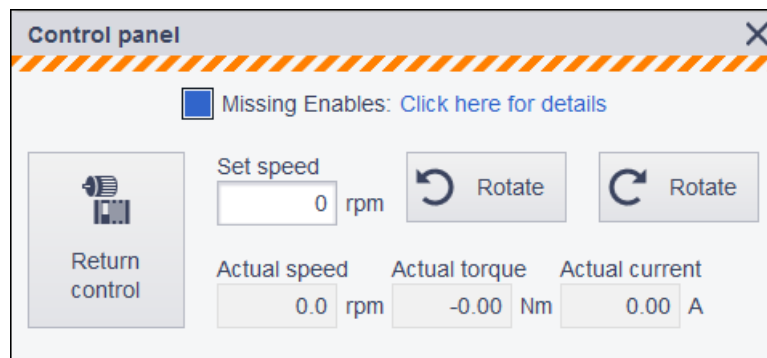 Control panel
Missing Enables: Click here for details
Set speed
0 rpm
Rotate
Rotate
Return
control
Actual speed
0.0 rpm
Actual torque
-0.00 Nm
Actual current
0.00 A